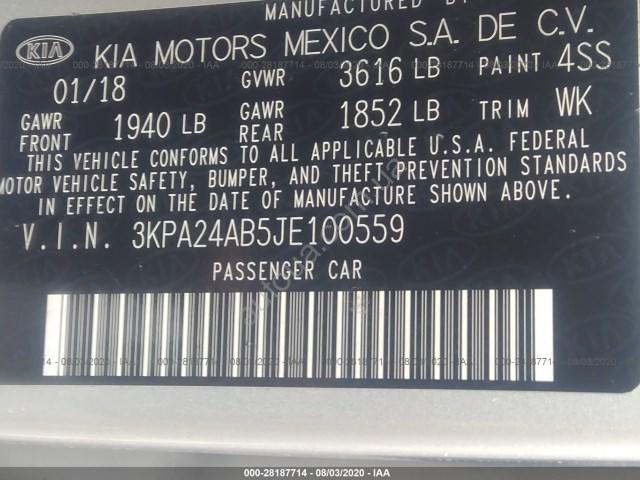 MANUFACTURED BY
KIA KIA MOTORS MEXICO S.A. DE C.V.
01/18 GVWR 3616 LB PAINT 4SS
GAWR FRONT 1940 LB GAWR REAR 1852 LB TRIM WK
THIS VEHICLE CONFORMS TO ALL APPLICABLE U.S.A. FEDERAL
MOTOR VEHICLE SAFETY, BUMPER, AND THEFT PREVENTION STANDARDS
IN EFFECT ON THE DATE OF MANUFACTURE SHOWN ABOVE.
V.I.N. 3KPA24AB5JE100559
PASSENGER CAR
000-28187714 - 08/03/2020 - IAA